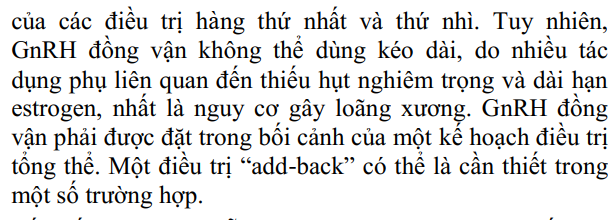 của các điều trị hàng thứ nhất và thứ nhì. Tuy nhiên,
GnRH đồng vận không thể dùng kéo dài, do nhiều tác
dụng phụ liên quan đến thiếu hụt nghiêm trọng và dài hạn
estrogen, nhất là nguy cơ gây loãng xương. GnRH đồng
vận phải được đặt trong bối cảnh của một kế hoạch điều trị
tổng thể. Một điều trị “add-back” có thể là cần thiết trong
một số trường hợp.